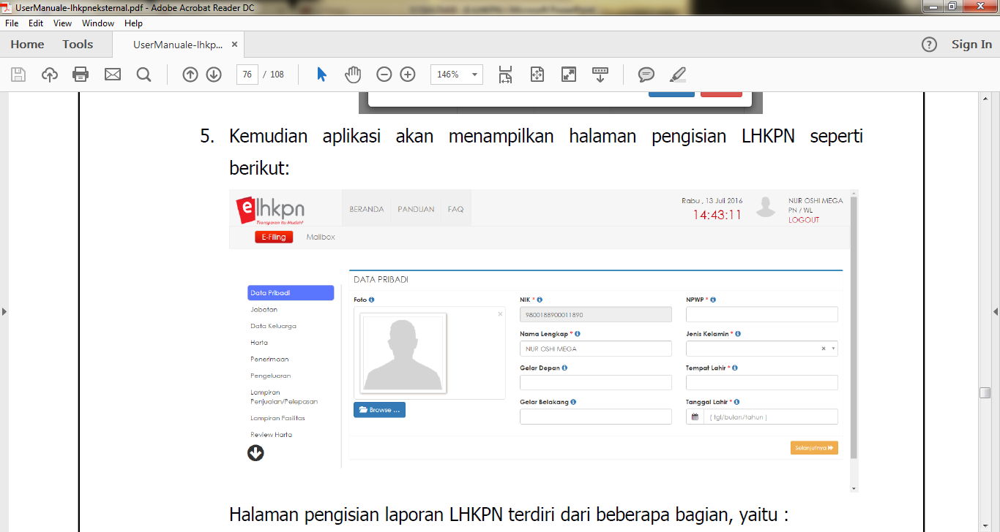 UserManuale-lhkpneksternal.pdf - Adobe Acrobat Reader DC
File Edit View Window Help
Home Tools UserManuale-lhkp... × ? Sign In
76 / 108 146%
5. Kemudian aplikasi akan menampilkan halaman pengisian LHKPN seperti
berikut:
elhkpn
Transparan itu Mudah!
BERANDA PANDUAN FAQ
Rabu , 13 Juli 2016
14:43:11
NUR OSHI MEGA
PN / WL
LOGOUT
E-Filing Mailbox
Data Pribadi
Jabatan
Data Keluarga
Harta
Penerimaan
Pengeluaran
Lampiran
Penjualan/Pelepasan
Lampiran Fasilitas
Review Harta
DATA PRIBADI
Foto
Browse ...
NIK *
9800188900011890
Nama Lengkap *
NUR OSHI MEGA
Gelar Depan
Gelar Belakang
NPWP *
Jenis Kelamin *
Tempat Lahir *
Tanggal Lahir *
( tgl/bulan/tahun )
Selanjutnya
Halaman pengisian laporan LHKPN terdiri dari beberapa bagian, yaitu :